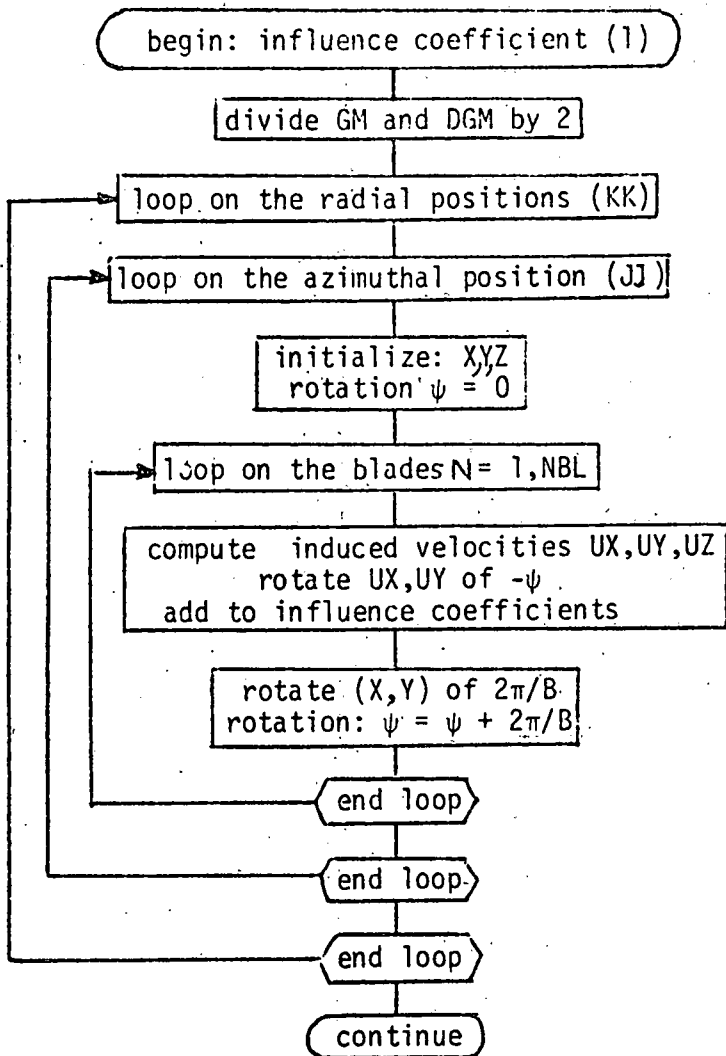 begin: influence coefficient (1)
divide GM and DGM by 2
loop on the radial positions (KK)
loop on the azimuthal position (JJ)
initialize: X,Y,Z
rotation ψ = 0
loop on the blades N = 1,NBL
compute induced velocities UX,UY,UZ
rotate UX,UY of -ψ
add to influence coefficients
rotate (X,Y) of 2π/B
rotation: ψ = ψ + 2π/B
end loop
end loop
end loop
continue